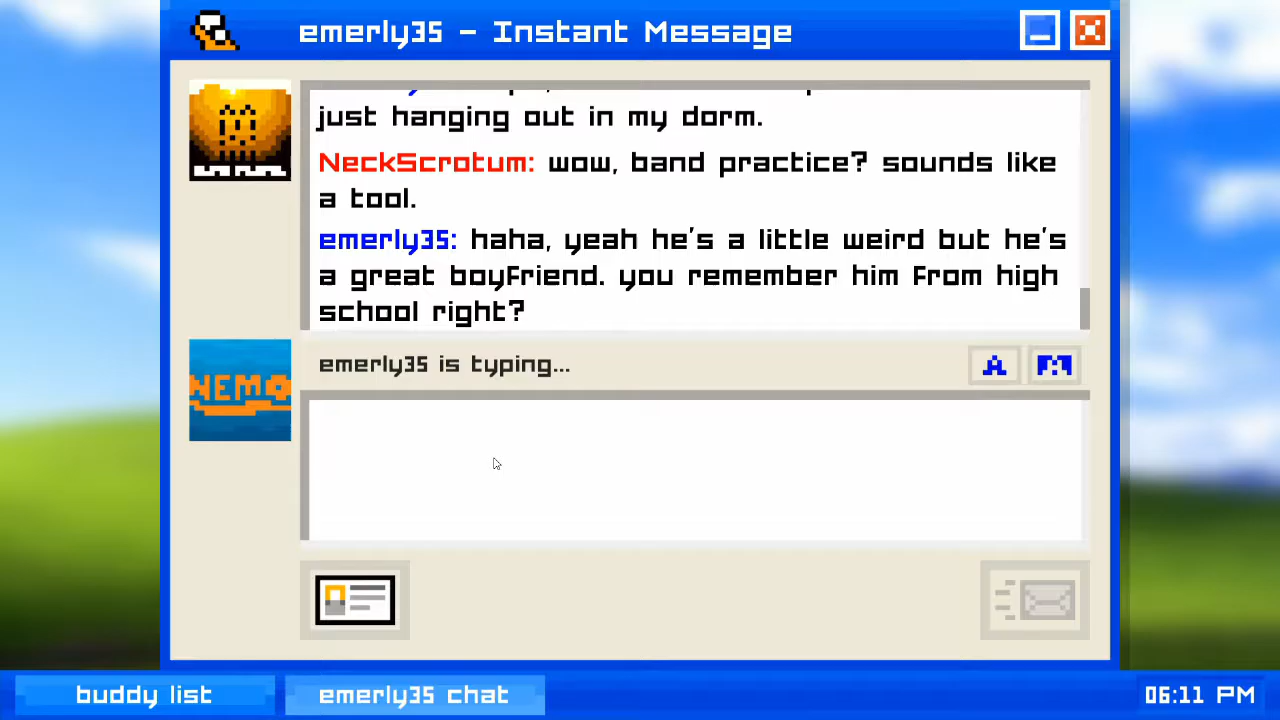 emerly35 - Instant Message
just hanging out in my dorm.
NeckScrotum: wow, band practice? sounds like
a tool.
emerly35: haha, yeah he's a little weird but he's
a great boyfriend. you remember him from high
school right?
emerly35 is typing...
A
NEMO
buddy list
emerly35 chat
06:11 PM